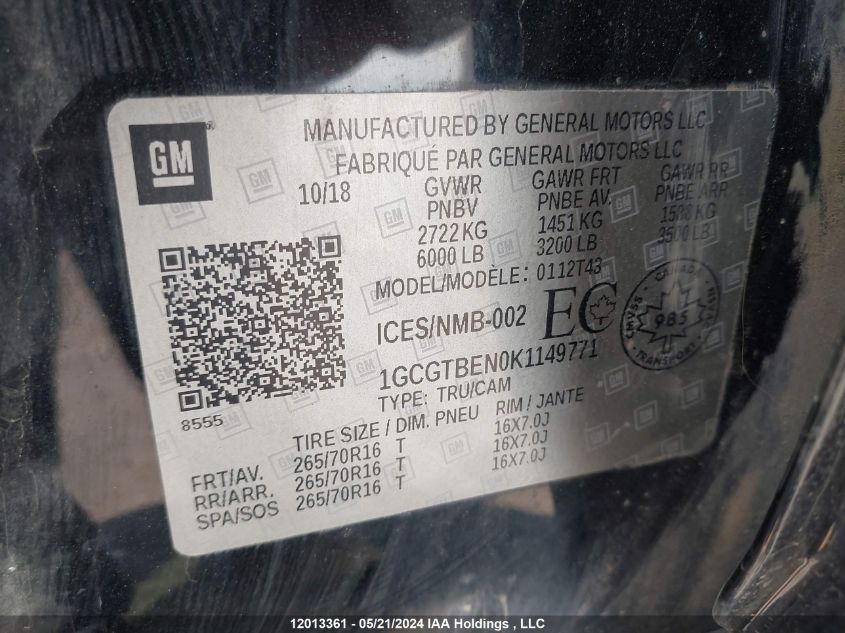 GM
MANUFACTURED BY GENERAL MOTORS LLC
FABRIQUÉ PAR GENERAL MOTORS LLC
10/18 GVWR GAWR FRT GAWR RR
PNBV PNBE AV. PNBE ARR
2722 KG 1451 KG 1588 KG
6000 LB 3200 LB 3500 LB
MODEL/MODÈLE: 0112T43
ICES/NMB-002 EC
CANADA
985
TRANSPORT
1GCGTBEN0K1149771
TYPE: TRU/CAM
8555
TIRE SIZE / DIM. PNEU RIM / JANTE
FRT/AV. 265/70R16 T 16X7.0J
RR/ARR. 265/70R16 T 16X7.0J
SPA/SOS 265/70R16 T 16X7.0J
12013361 - 05/21/2024 IAA Holdings , LLC